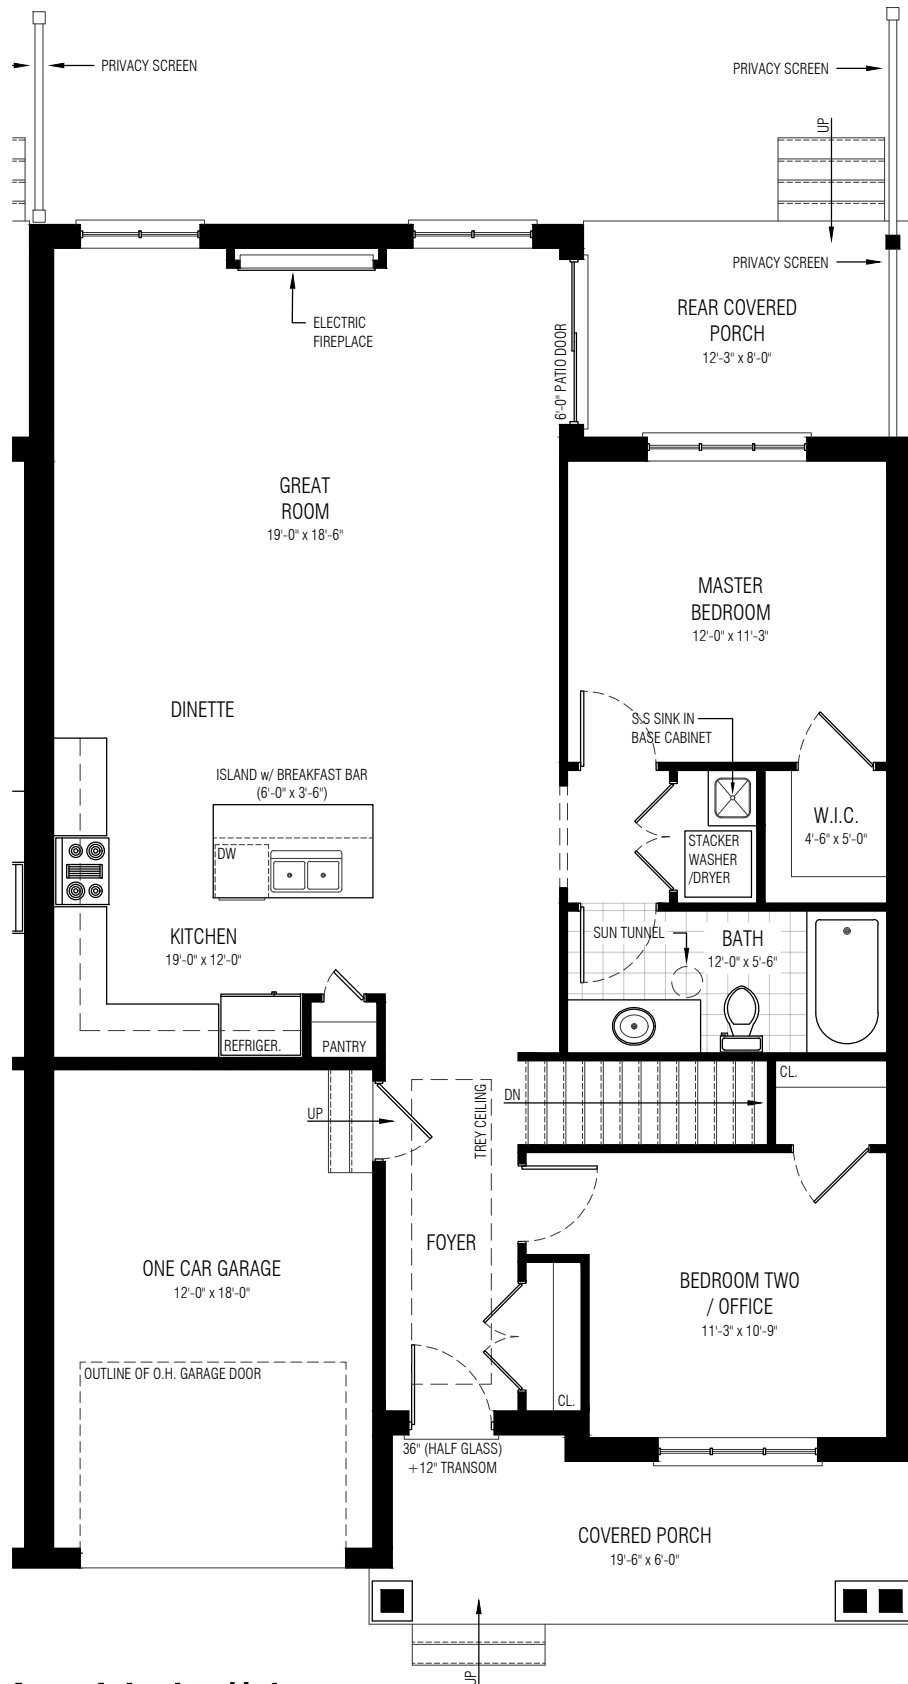 PRIVACY SCREEN
PRIVACY SCREEN
UP
PRIVACY SCREEN
ELECTRIC
FIREPLACE
REAR COVERED
PORCH
12'-3" x 8'-0"
6'-0" PATIO DOOR
GREAT
ROOM
19'-0" x 18'-6"
MASTER
BEDROOM
12'-0" x 11'-3"
DINETTE
S.S SINK IN
BASE CABINET
ISLAND w/ BREAKFAST BAR
(6'-0" x 3'-6")
W.I.C.
4'-6" x 5'-0"
DW
STACKER
WASHER
/DRYER
KITCHEN
19'-0" x 12'-0"
SUN TUNNEL
BATH
12'-0" x 5'-6"
REFRIGER.
PANTRY
CL.
DN
UP
TREY CEILING
FOYER
ONE CAR GARAGE
12'-0" x 18'-0"
BEDROOM TWO
/ OFFICE
11'-3" x 10'-9"
OUTLINE OF O.H. GARAGE DOOR
CL.
36" (HALF GLASS)
+12" TRANSOM
COVERED PORCH
19'-6" x 6'-0"
UP